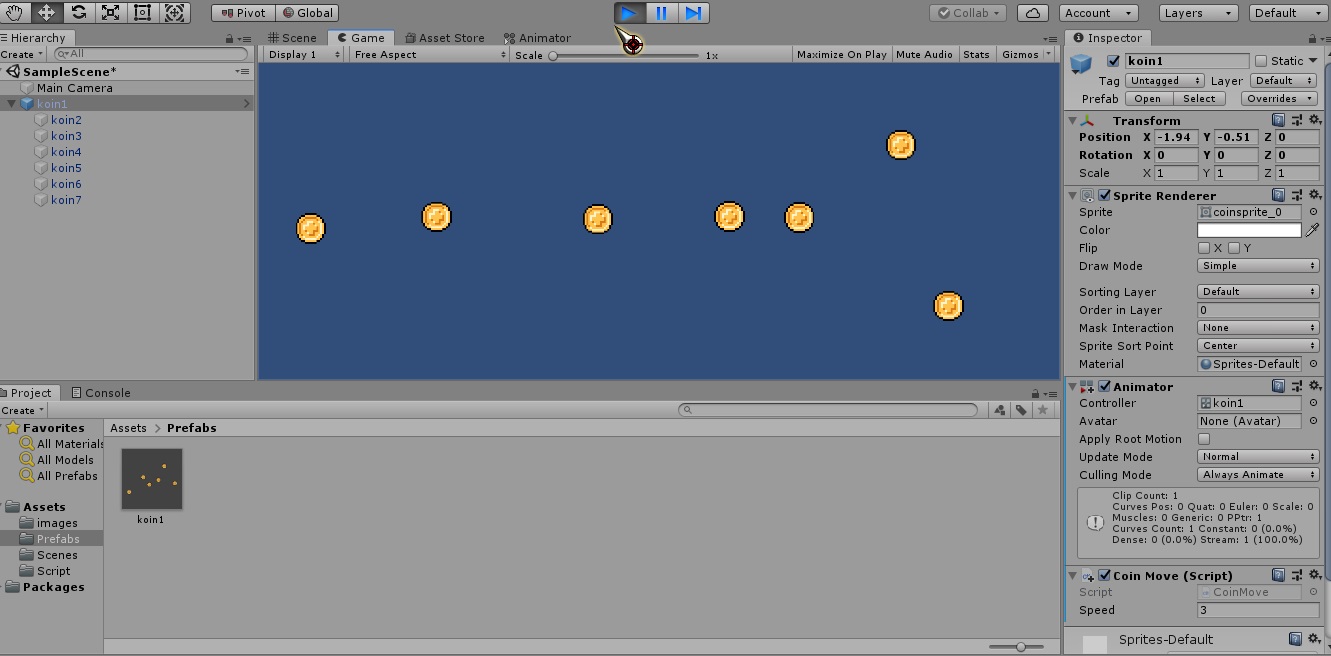 Pivot Global Collab Account Layers Default
Hierarchy
Create All
SampleScene*
Main Camera
koin1
koin2
koin3
koin4
koin5
koin6
koin7
Scene Game Asset Store Animator
Display 1 Free Aspect Scale 1x Maximize On Play Mute Audio Stats Gizmos
Project Console
Create
Favorites
All Materials
All Models
All Prefabs
Assets
images
Prefabs
Scenes
Script
Packages
Assets > Prefabs
koin1
Inspector
koin1 Static
Tag Untagged Layer Default
Prefab Open Select Overrides
Transform
Position X -1.94 Y -0.51 Z 0
Rotation X 0 Y 0 Z 0
Scale X 1 Y 1 Z 1
Sprite Renderer
Sprite coinsprite_0
Color
Flip X Y
Draw Mode Simple
Sorting Layer Default
Order in Layer 0
Mask Interaction None
Sprite Sort Point Center
Material Sprites-Default
Animator
Controller koin1
Avatar None (Avatar)
Apply Root Motion
Update Mode Normal
Culling Mode Always Animate
Clip Count: 1
Curves Pos: 0 Quat: 0 Euler: 0 Scale: 0
Muscles: 0 Generic: 0 PPtr: 1
Curves Count: 1 Constant: 0 (0.0%)
Dense: 0 (0.0%) Stream: 1 (100.0%)
Coin Move (Script)
Script CoinMove
Speed 3
Sprites-Default